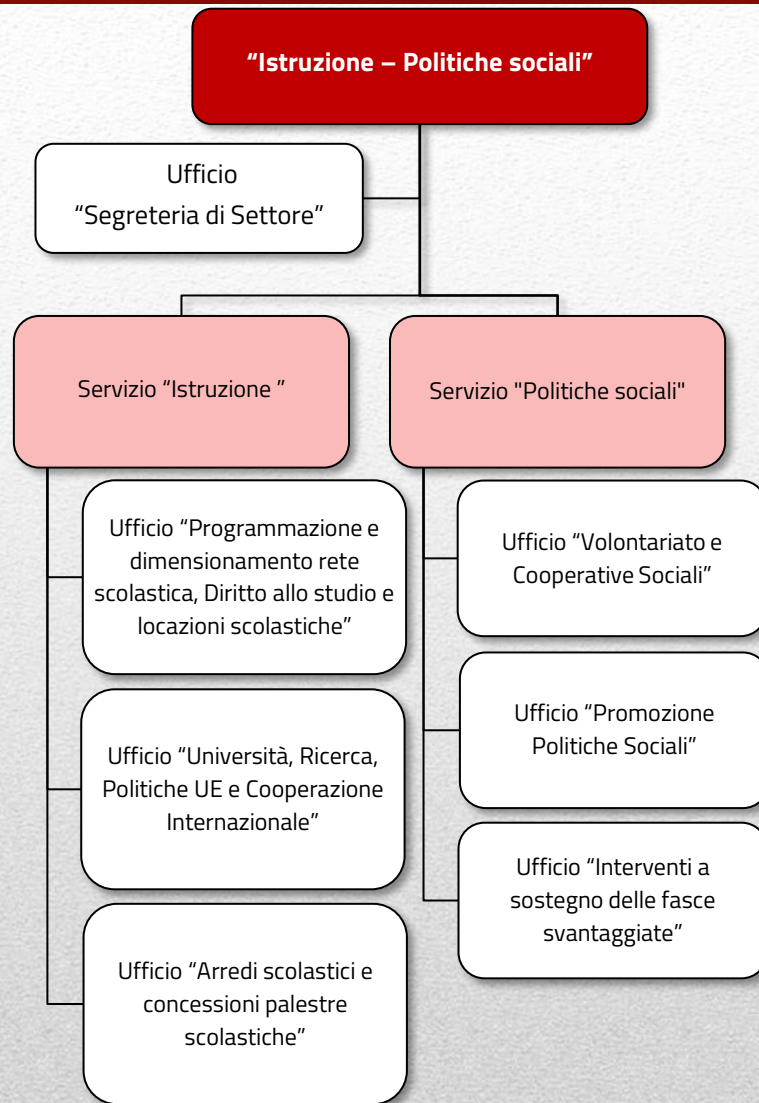 “Istruzione – Politiche sociali”
Ufficio
“Segreteria di Settore”
Servizio “Istruzione ”
Ufficio “Programmazione e
dimensionamento rete
scolastica, Diritto allo studio e
locazioni scolastiche”
Ufficio “Università, Ricerca,
Politiche UE e Cooperazione
Internazionale”
Ufficio “Arredi scolastici e
concessioni palestre
scolastiche”
Servizio "Politiche sociali"
Ufficio “Volontariato e
Cooperative Sociali”
Ufficio “Promozione
Politiche Sociali”
Ufficio “Interventi a
sostegno delle fasce
svantaggiate”